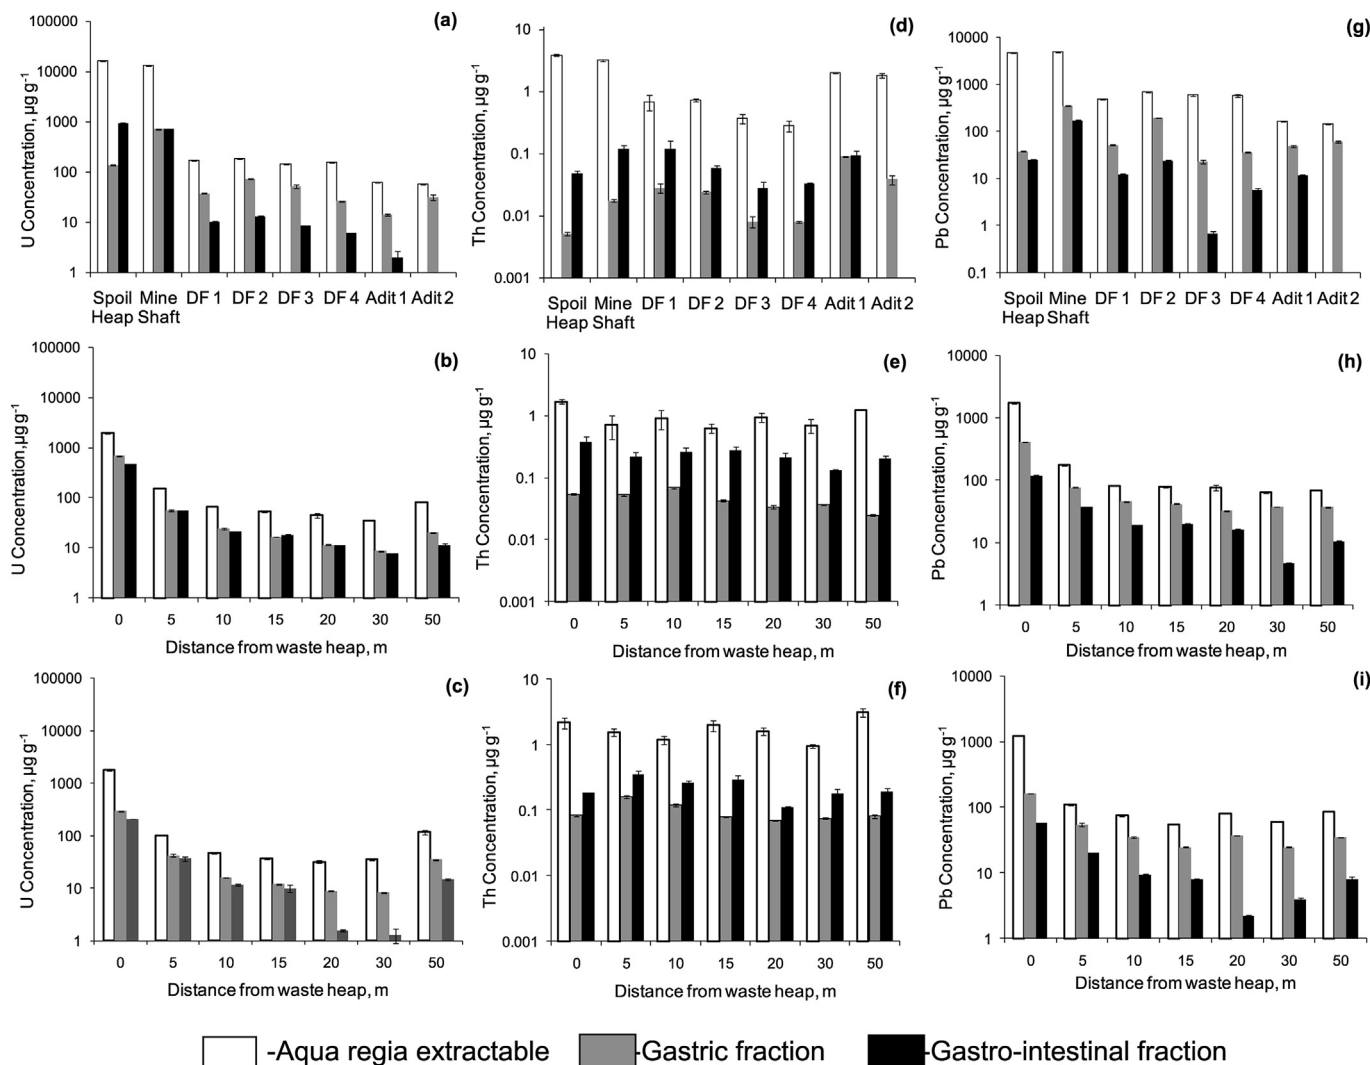 (a)
U Concentration, µg g-1
100000
10000
1000
100
10
1
Spoil Heap Mine Shaft DF 1 DF 2 DF 3 DF 4 Adit 1 Adit 2
(d)
Th Concentration, µg g-1
10
1
0.1
0.01
0.001
Spoil Heap Mine Shaft DF 1 DF 2 DF 3 DF 4 Adit 1 Adit 2
(g)
Pb Concentration, µg g-1
10000
1000
100
10
1
0.1
Spoil Heap Mine Shaft DF 1 DF 2 DF 3 DF 4 Adit 1 Adit 2
(b)
U Concentration,µg g-1
100000
10000
1000
100
10
1
0 5 10 15 20 30 50
Distance from waste heap, m
(e)
Th Concentration, µg g-1
10
1
0.1
0.01
0.001
0 5 10 15 20 30 50
Distance from waste heap, m
(h)
Pb Concentration, µg g-1
10000
1000
100
10
1
0 5 10 15 20 30 50
Distance from waste heap, m
(c)
U Concentration, µg g-1
100000
10000
1000
100
10
1
0 5 10 15 20 30 50
Distance from waste heap, m
(f)
Th Concentration, µg g-1
10
1
0.1
0.01
0.001
0 5 10 15 20 30 50
Distance from waste heap, m
(i)
Pb Concentration, µg g-1
10000
1000
100
10
1
0 5 10 15 20 30 50
Distance from waste heap, m
-Aqua regia extractable -Gastric fraction -Gastro-intestinal fraction